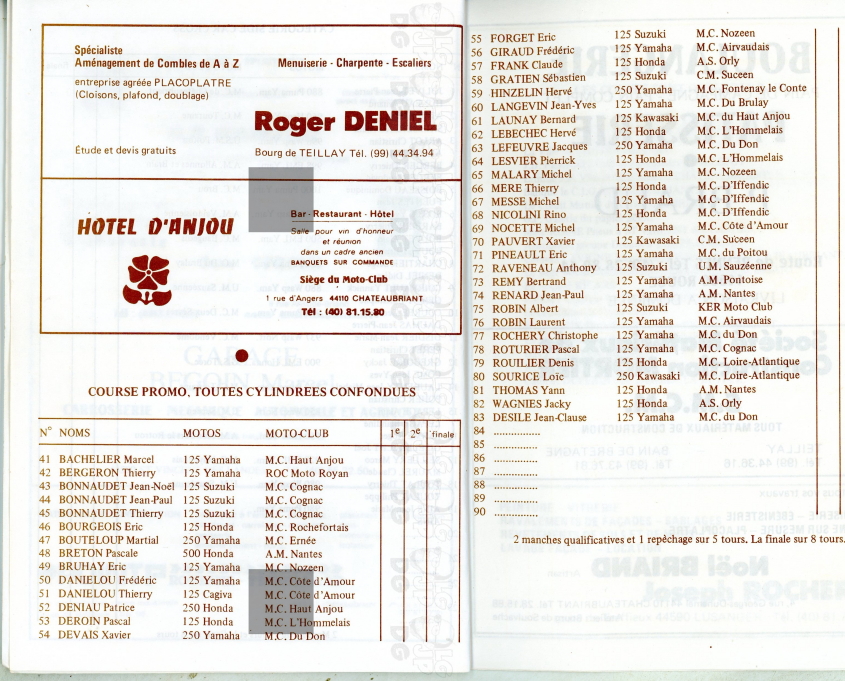 Spécialiste
Aménagement de Combles de A à Z
Menuiserie - Charpente - Escaliers
entreprise agréée PLACOPLATRE
(Cloisons, plafond, doublage)
Roger DENIEL
Étude et devis gratuits
Bourg de TEILLAY Tél. (99) 44.34.94
HOTEL D'ANJOU
Bar - Restaurant - Hôtel
Salle pour vin d'honneur
et réunion
dans un cadre ancien
BANQUETS SUR COMMANDE
Siège du Moto-Club
1 rue d'Angers 44110 CHATEAUBRIANT
Tél : (40) 81.15.80
COURSE PROMO, TOUTES CYLINDREES CONFONDUES
N° NOMS MOTOS MOTO-CLUB 1e 2e finale
41 BACHELIER Marcel 125 Yamaha M.C. Haut Anjou
42 BERGERON Thierry 125 Yamaha ROC Moto Royan
43 BONNAUDET Jean-Noël 125 Suzuki M.C. Cognac
44 BONNAUDET Jean-Paul 125 Suzuki M.C. Cognac
45 BONNAUDET Thierry 125 Suzuki M.C. Cognac
46 BOURGEOIS Eric 125 Honda M.C. Rochefortais
47 BOUTELOUP Martial 250 Yamaha M.C. Ernée
48 BRETON Pascale 500 Honda A.M. Nantes
49 BRUHAY Eric 125 Yamaha M.C. Nozeen
50 DANIELOU Frédéric 125 Yamaha M.C. Côte d'Amour
51 DANIELOU Thierry 125 Cagiva M.C. Côte d'Amour
52 DENIAU Patrice 250 Honda M.C. Haut Anjou
53 DEROIN Pascal 125 Honda M.C. L'Hommelais
54 DEVAIS Xavier 250 Yamaha M.C. Du Don
55 FORGET Eric 125 Suzuki M.C. Nozeen
56 GIRAUD Frédéric 125 Yamaha M.C. Airvaudais
57 FRANK Claude 125 Honda A.S. Orly
58 GRATIEN Sébastien 125 Suzuki C.M. Suceen
59 HINZELIN Hervé 250 Yamaha M.C. Fontenay le Conte
60 LANGEVIN Jean-Yves 125 Yamaha M.C. Du Brulay
61 LAUNAY Bernard 125 Kawasaki M.C. du Haut Anjou
62 LEBECHEC Hervé 125 Honda M.C. L'Hommelais
63 LEFEUVRE Jacques 250 Yamaha M.C. Du Don
64 LESVIER Pierrick 125 Honda M.C. L'Hommelais
65 MALARY Michel 125 Yamaha M.C. Nozeen
66 MERE Thierry 125 Honda M.C. D'Iffendic
67 MESSE Michel 125 Yamaha M.C. D'Iffendic
68 NICOLINI Rino 125 Honda M.C. D'Iffendic
69 NOCETTE Michel 125 Yamaha M.C. Côte d'Amour
70 PAUVERT Xavier 125 Kawasaki C.M. Suceen
71 PINEAULT Eric 125 Yamaha M.C. du Poitou
72 RAVENEAU Anthony 125 Suzuki U.M. Sauzéenne
73 REMY Bertrand 125 Yamaha A.M. Pontoise
74 RENARD Jean-Paul 125 Yamaha A.M. Nantes
75 ROBIN Albert 125 Suzuki KER Moto Club
76 ROBIN Laurent 125 Yamaha M.C. Airvaudais
77 ROCHERY Christophe 125 Yamaha M.C. du Don
78 ROTURIER Pascal 125 Yamaha M.C. Cognac
79 ROUILIER Denis 125 Honda M.C. Loire-Atlantique
80 SOURICE Loïc 250 Kawasaki M.C. Loire-Atlantique
81 THOMAS Yann 125 Honda A.M. Nantes
82 WAGNIES Jacky 125 Honda A.S. Orly
83 DESILE Jean-Clause 125 Yamaha M.C. du Don
84 ...............
85 ...............
86 ...............
87 ...............
88 ...............
89 ...............
90 ...............
2 manches qualificatives et 1 repêchage sur 5 tours. La finale sur 8 tours.